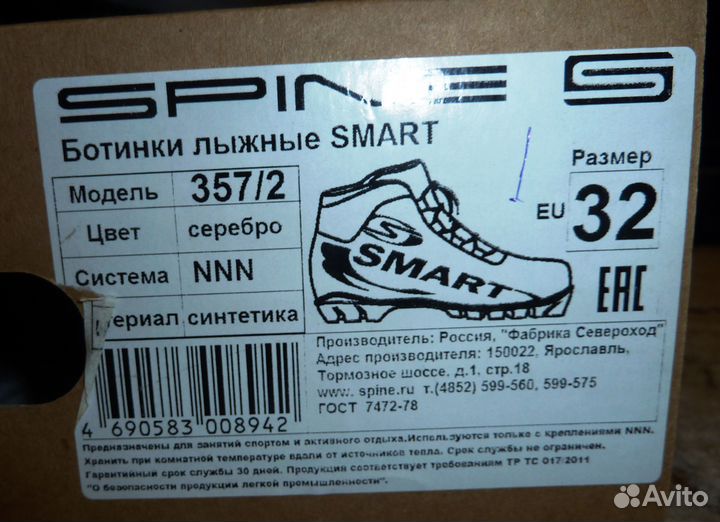 SPINE S
Ботинки лыжные SMART
Модель 357/2
Цвет серебро
Система NNN
териал синтетика
S SMART
Размер
EU 32
EAC
Производитель: Россия, "Фабрика Североход"
Адрес производителя: 150022, Ярославль,
Тормозное шоссе, д.1, стр.18
www. spine.ru т.(4852) 599-560, 599-575
ГОСТ 7472-78
4 690583 008942
Предназначены для занятий спортом и активного отдыха.Используются только с креплениями NNN.
Хранить при комнатной температуре вдали от источников тепла. Срок службы не ограничен.
Гарантийный срок службы 30 дней. Продукция соответствует требованиям ТР ТС 017/2011
"О безопасности продукции легкой промышленности".
Avito